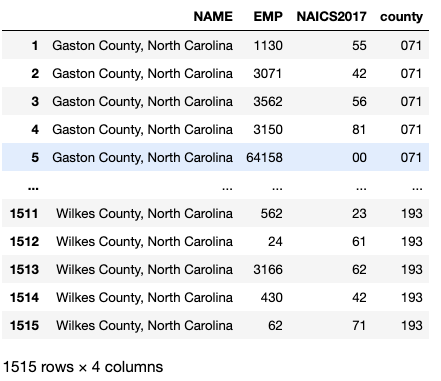 NAME EMP NAICS2017 county
1 Gaston County, North Carolina 1130 55 071
2 Gaston County, North Carolina 3071 42 071
3 Gaston County, North Carolina 3562 56 071
4 Gaston County, North Carolina 3150 81 071
5 Gaston County, North Carolina 64158 00 071
... ... ... ... ...
1511 Wilkes County, North Carolina 562 23 193
1512 Wilkes County, North Carolina 24 61 193
1513 Wilkes County, North Carolina 3166 62 193
1514 Wilkes County, North Carolina 430 42 193
1515 Wilkes County, North Carolina 62 71 193
1515 rows × 4 columns